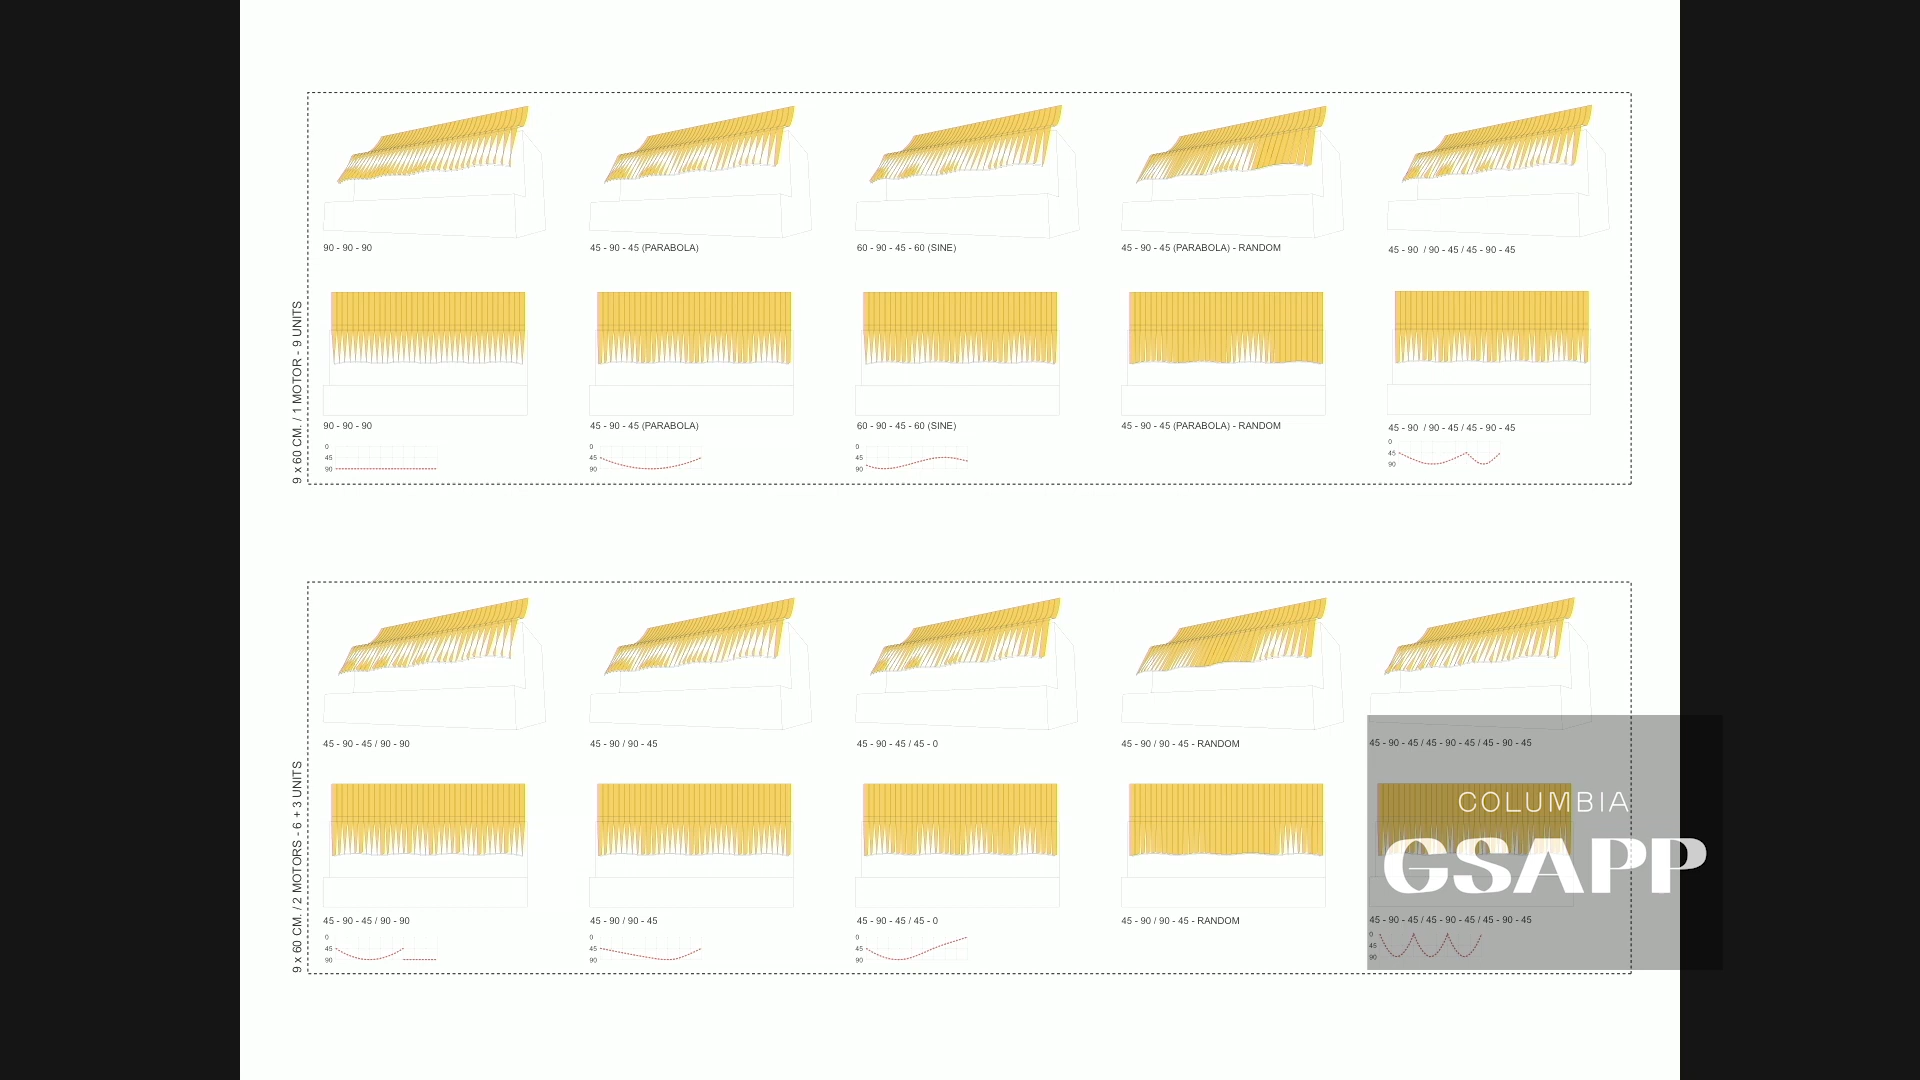 9 x 60 CM. / 1 MOTOR - 9 UNITS
90 - 90 - 90
45 - 90 - 45 (PARABOLA)
60 - 90 - 45 - 60 (SINE)
45 - 90 - 45 (PARABOLA) - RANDOM
45 - 90 / 90 - 45 / 45 - 90 - 45
90 - 90 - 90
45 - 90 - 45 (PARABOLA)
60 - 90 - 45 - 60 (SINE)
45 - 90 - 45 (PARABOLA) - RANDOM
45 - 90 / 90 - 45 / 45 - 90 - 45
0
45
90
0
45
90
0
45
90
0
45
90
9 x 60 CM. / 2 MOTORS - 6 + 3 UNITS
45 - 90 - 45 / 90 - 90
45 - 90 / 90 - 45
45 - 90 - 45 / 45 - 0
45 - 90 / 90 - 45 - RANDOM
45 - 90 - 45 / 45 - 90 - 45 / 45 - 90 - 45
COLUMBIA
GSAPP
45 - 90 - 45 / 90 - 90
45 - 90 / 90 - 45
45 - 90 - 45 / 45 - 0
45 - 90 / 90 - 45 - RANDOM
45 - 90 - 45 / 45 - 90 - 45 / 45 - 90 - 45
0
45
90
0
45
90
0
45
90
0
45
90